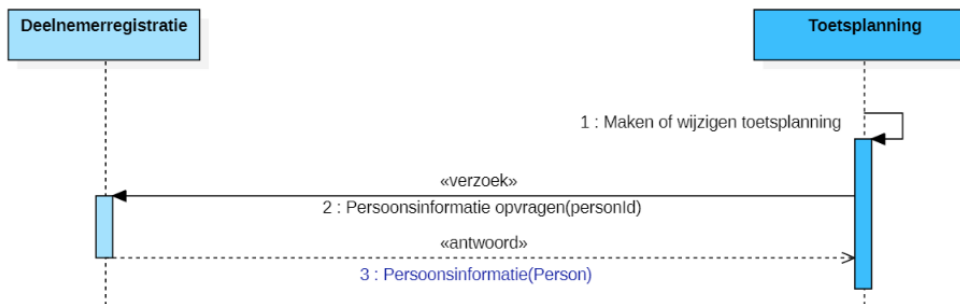 Deelnemerregistratie
Toetsplanning
1 : Maken of wijzigen toetsplanning
«verzoek»
2 : Persoonsinformatie opvragen(personId)
«antwoord»
3 : Persoonsinformatie(Person)